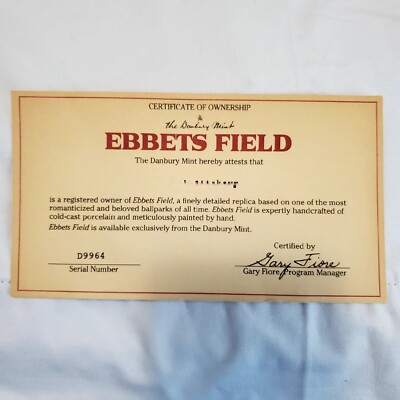 CERTIFICATE OF OWNERSHIP
&
the Danbury Mint
EBBETS FIELD
The Danbury Mint hereby attests that
is a registered owner of Ebbets Field, a finely detailed replica based on one of the most
romanticized and beloved ballparks of all time. Ebbets Field is expertly handcrafted of
cold-cast porcelain and meticulously painted by hand.
Ebbets Field is available exclusively from the Danbury Mint.
D9964
Serial Number
Certified by
Gary Fiore
Gary Fiore, Program Manager